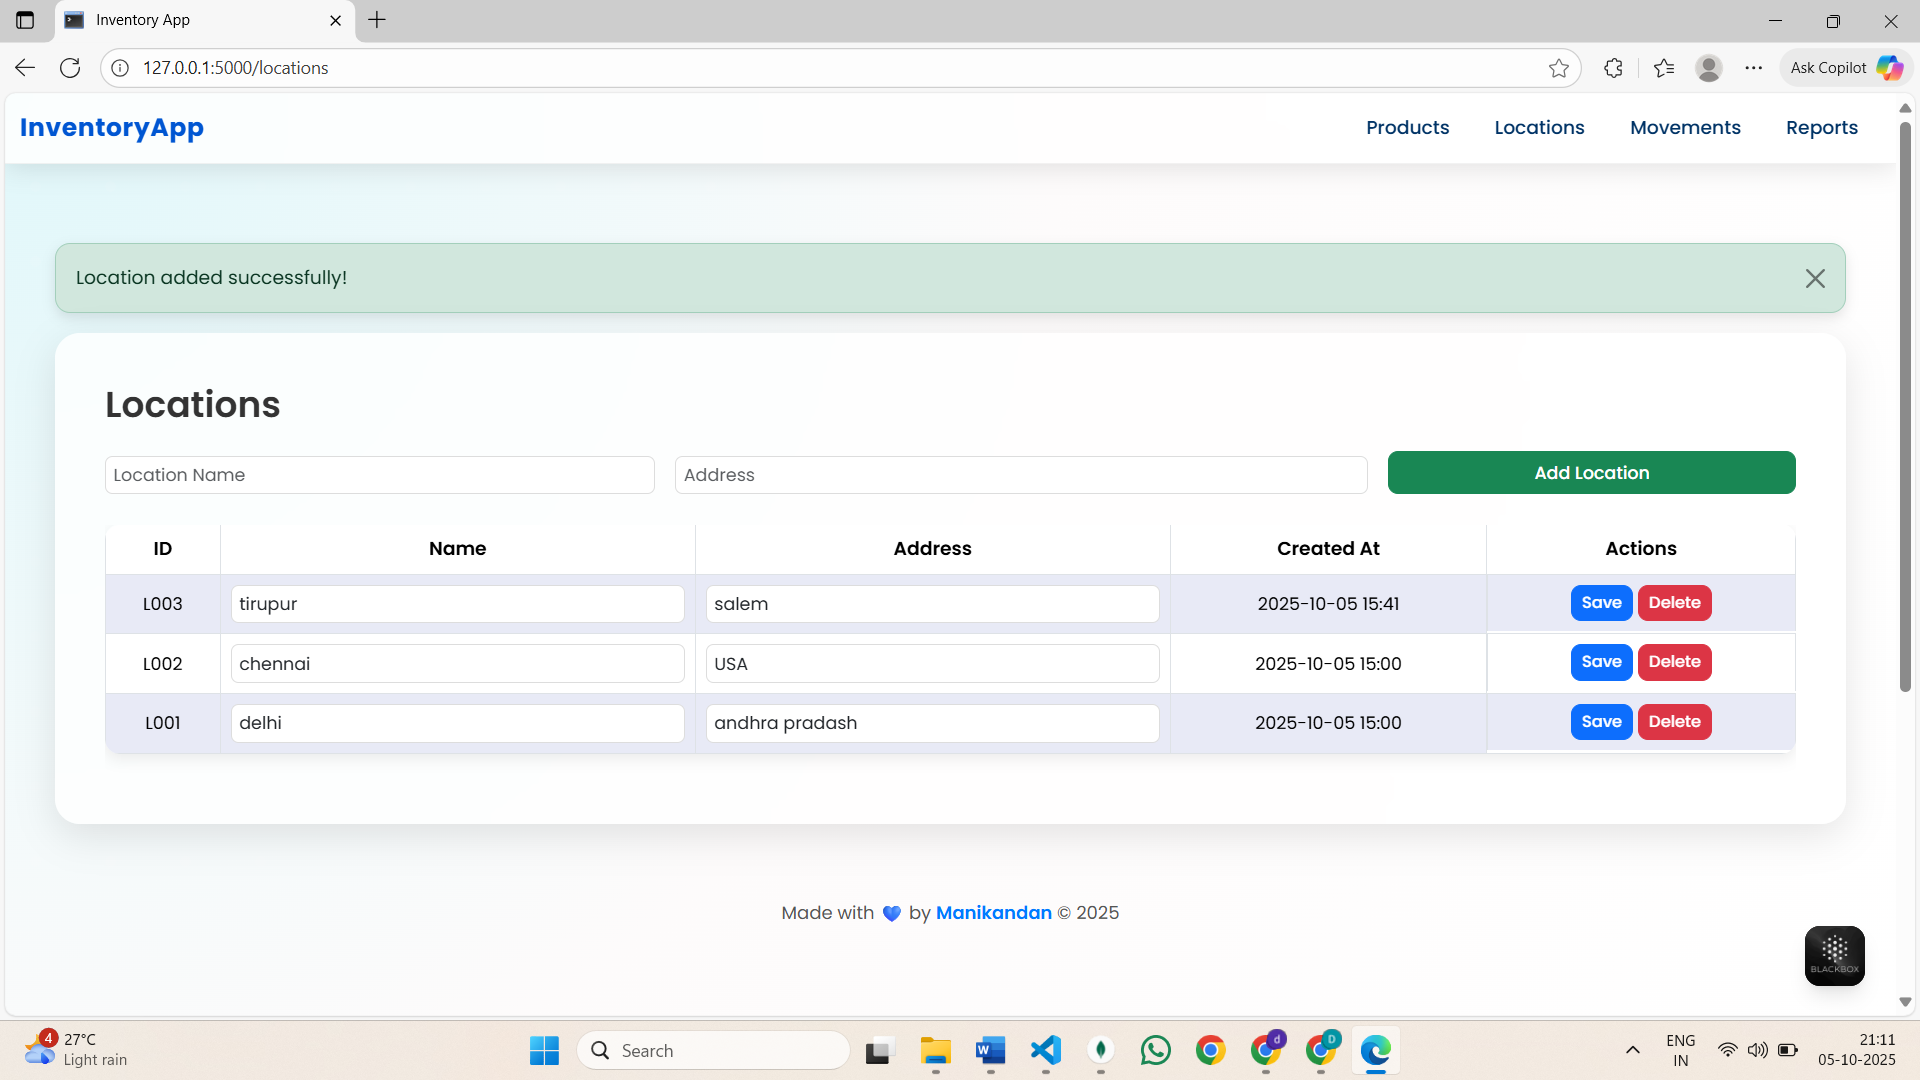 Inventory App
127.0.0.1:5000/locations
Ask Copilot
InventoryApp
Products Locations Movements Reports
Location added successfully!
Locations
Location Name Address Add Location
ID Name Address Created At Actions
L003 tirupur salem 2025-10-05 15:41 Save Delete
L002 chennai USA 2025-10-05 15:00 Save Delete
L001 delhi andhra pradash 2025-10-05 15:00 Save Delete
Made with 💙 by Manikandan © 2025
BLACKBOX
4 27°C
Light rain
Search
W
d
D
ENG
IN
21:11
05-10-2025